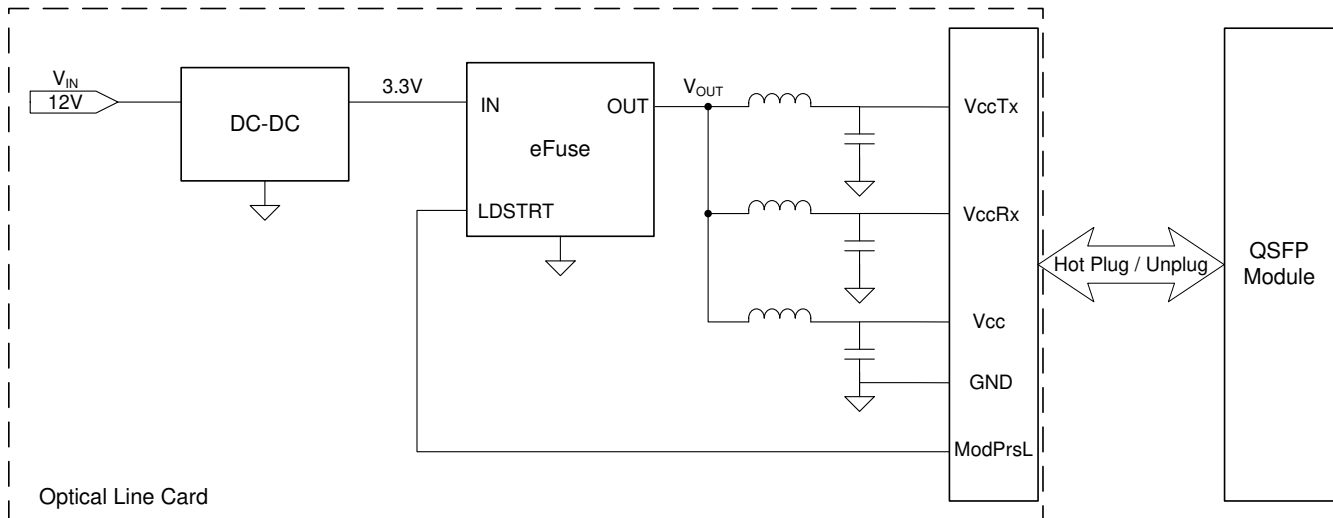 VIN
12V
DC-DC
3.3V
IN
OUT
eFuse
LDSTRT
VOUT
VccTx
VccRx
Vcc
GND
ModPrsL
Hot Plug / Unplug
QSFP
Module
Optical Line Card